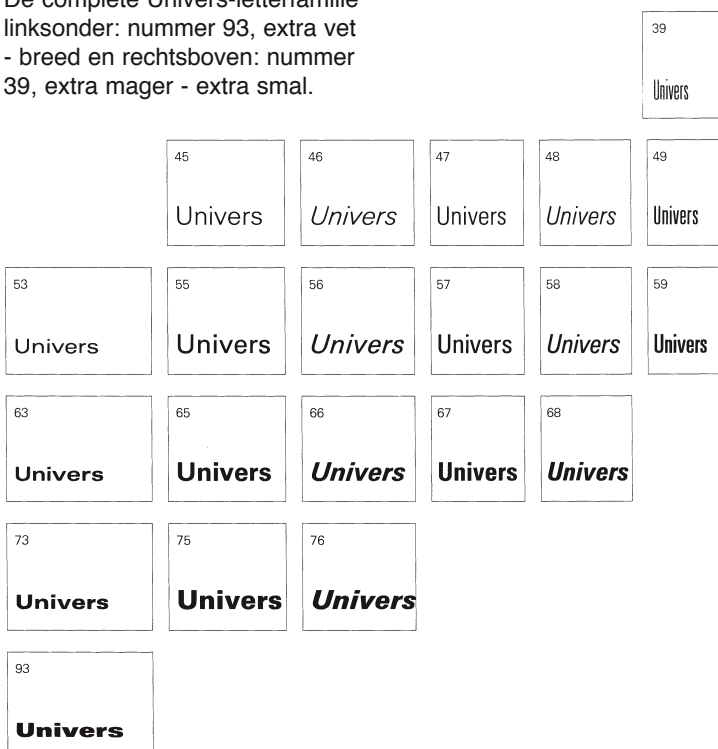 De complete Univers-letterfamilie
linksonder: nummer 93, extra vet
- breed en rechtsboven: nummer
39, extra mager - extra smal.
39
Univers
45 46 47 48 49
Univers Univers Univers Univers Univers
53 55 56 57 58 59
Univers Univers Univers Univers Univers Univers
63 65 66 67 68
Univers Univers Univers Univers Univers
73 75 76
Univers Univers Univers
93
Univers